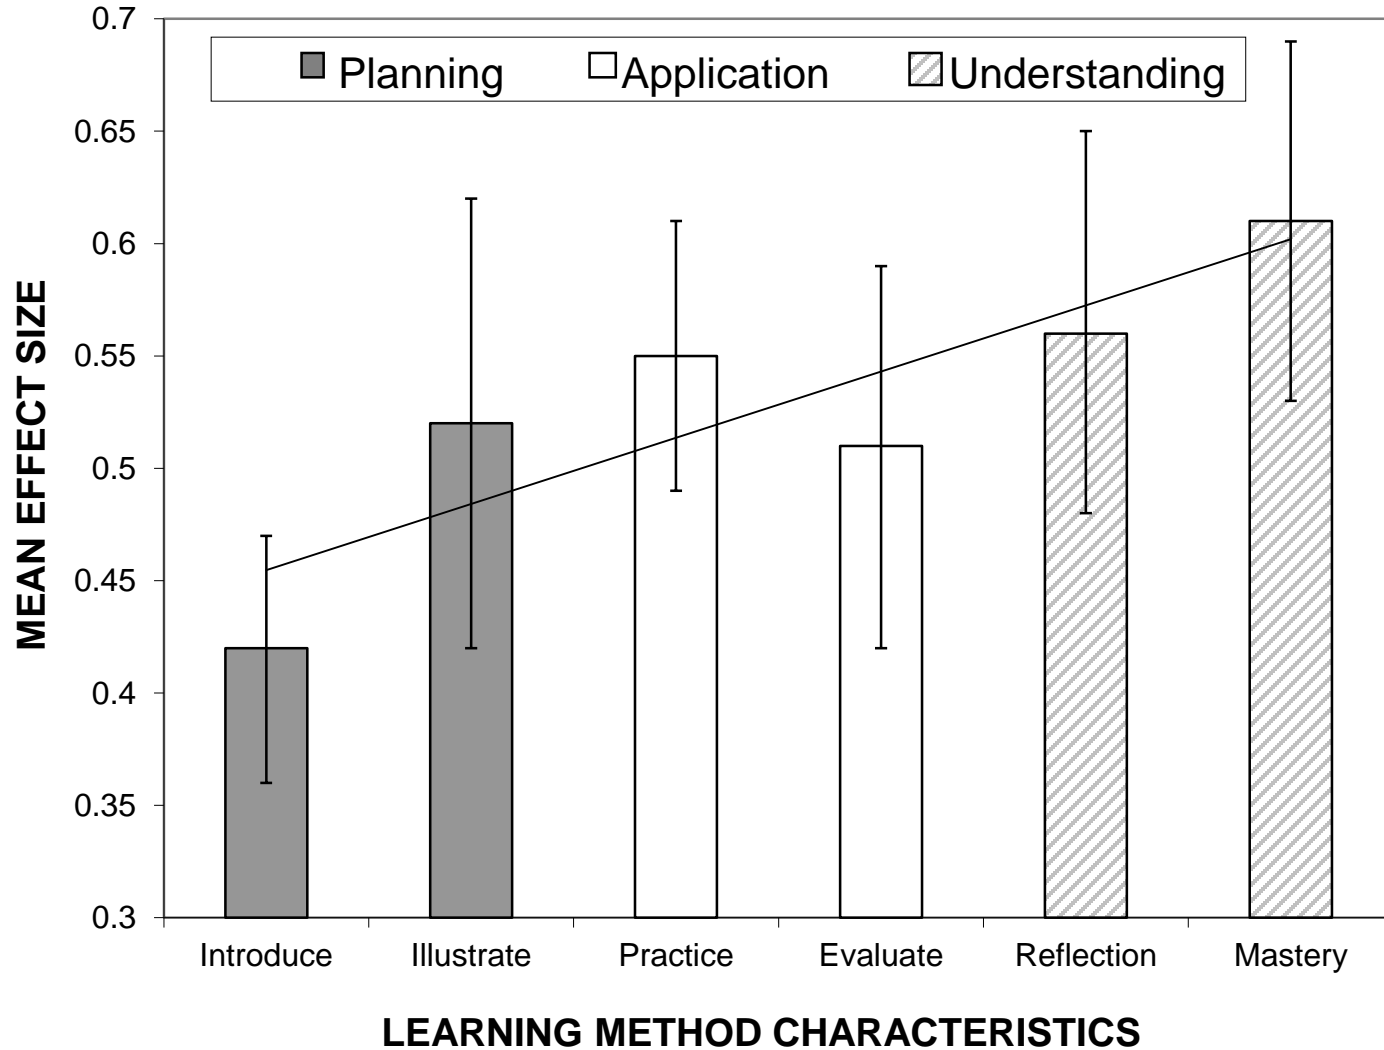 0.7
Planning Application Understanding
0.65
0.6
0.55
0.5
0.45
0.4
0.35
0.3
MEAN EFFECT SIZE
Introduce Illustrate Practice Evaluate Reflection Mastery
LEARNING METHOD CHARACTERISTICS